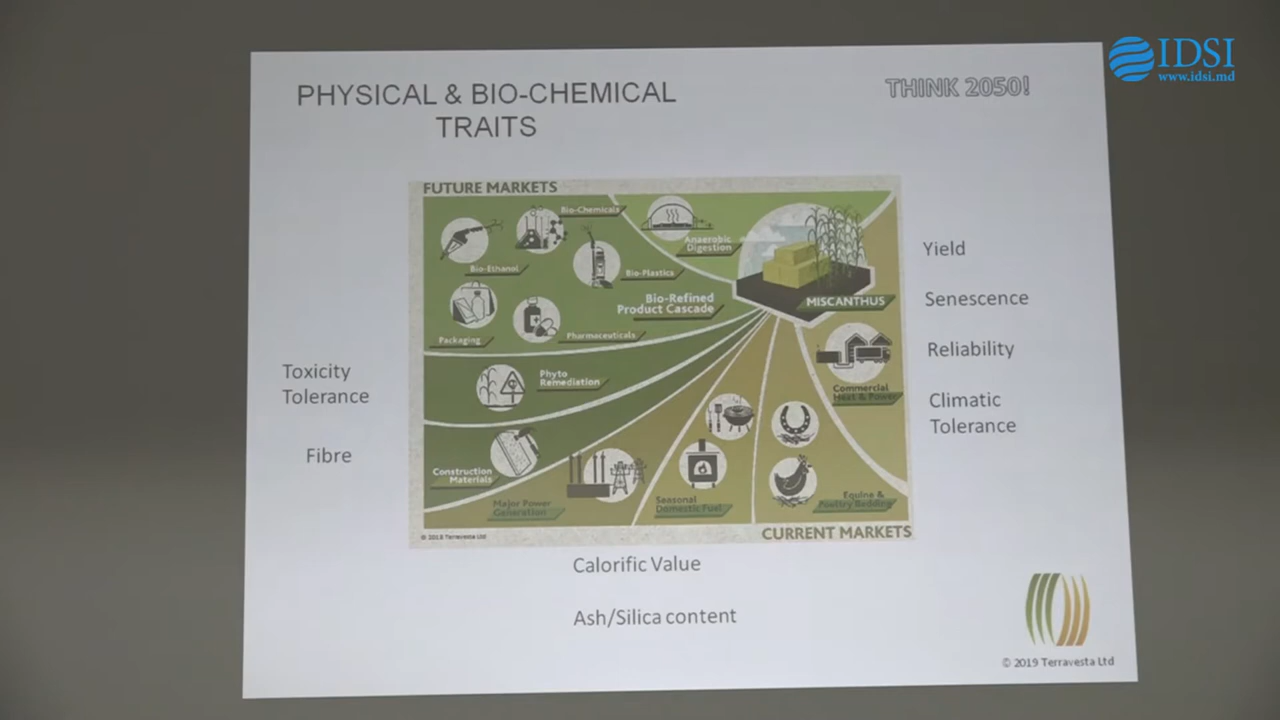 IDSI
www.idsi.md
PHYSICAL & BIO-CHEMICAL
TRAITS
THINK 2050!
FUTURE MARKETS
Bio-Chemicals
Anaerobic
Digestion
Bio-Ethanol
Bio-Plastics
Bio-Refined
Product Cascade
MISCANTHUS
Packaging
Pharmaceuticals
Phyto
Remediation
Commercial
Heat & Power
Construction
Materials
Major Power
Generation
Seasonal
Domestic Fuel
Equine &
Poultry Bedding
© 2018 Terravesta Ltd
CURRENT MARKETS
Toxicity
Tolerance
Fibre
Yield
Senescence
Reliability
Climatic
Tolerance
Calorific Value
Ash/Silica content
© 2019 Terravesta Ltd